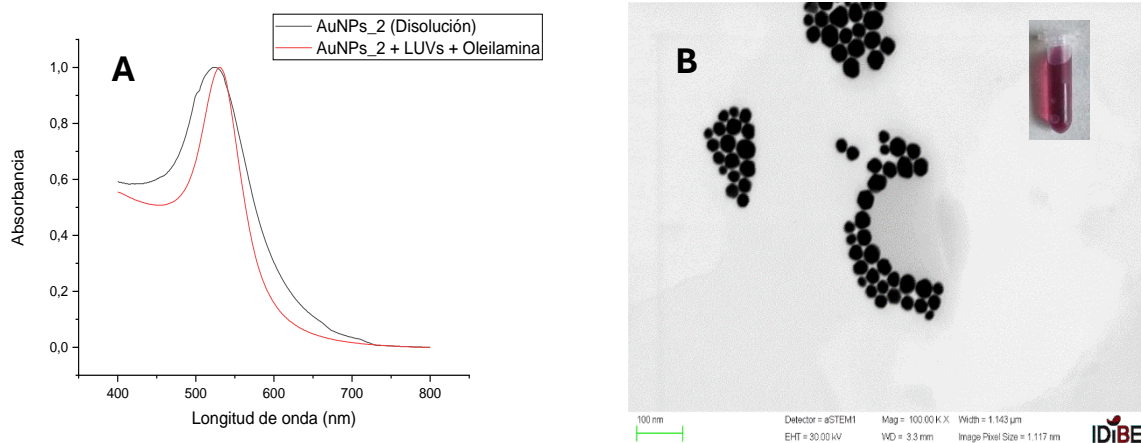 AuNPs_2 (Disolución)
AuNPs_2 + LUVs + Oleilamina
A
1,0
0,8
0,6
0,4
0,2
0,0
Absorbancia
400
500
600
700
800
Longitud de onda (nm)
B
100 nm
Detector = aSTEM1
Mag = 100.00 K X
Width = 1.143 µm
EHT = 30.00 kV
WD = 3.3 mm
Image Pixel Size = 1.117 nm
IDiBE